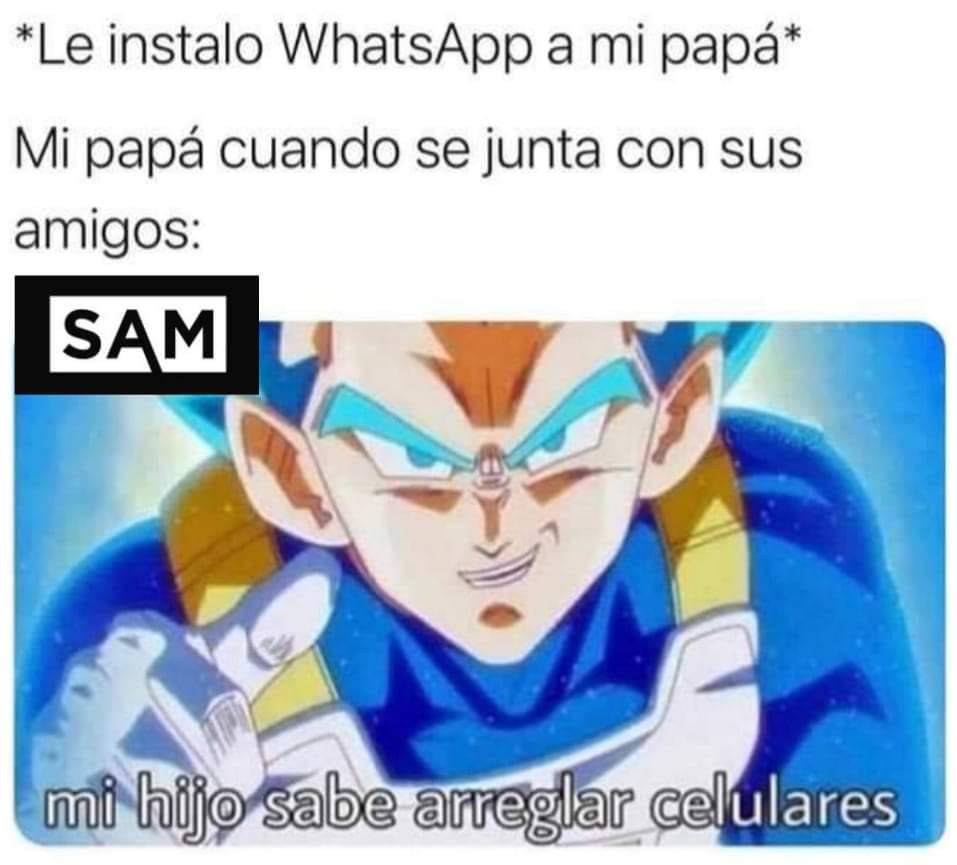 *Le instalo WhatsApp a mi papá*
Mi papá cuando se junta con sus
amigos:
SAM
mi hijo sabe arreglar celulares